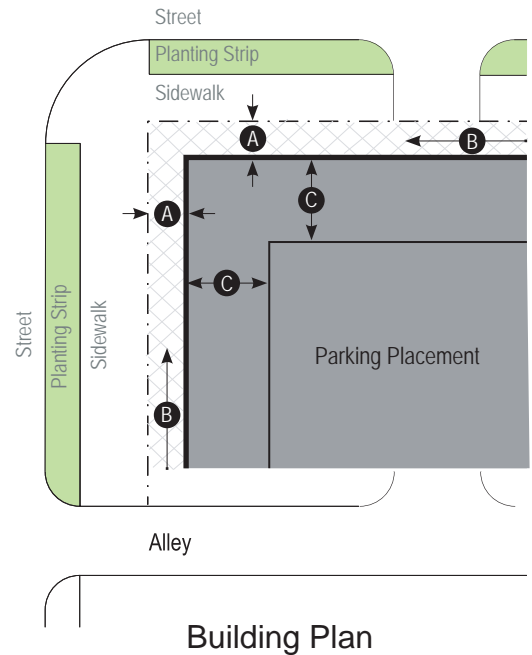 Street
Planting Strip
Sidewalk
A
B
A
C
C
Street
Planting Strip
Sidewalk
Parking Placement
B
Alley
Building Plan